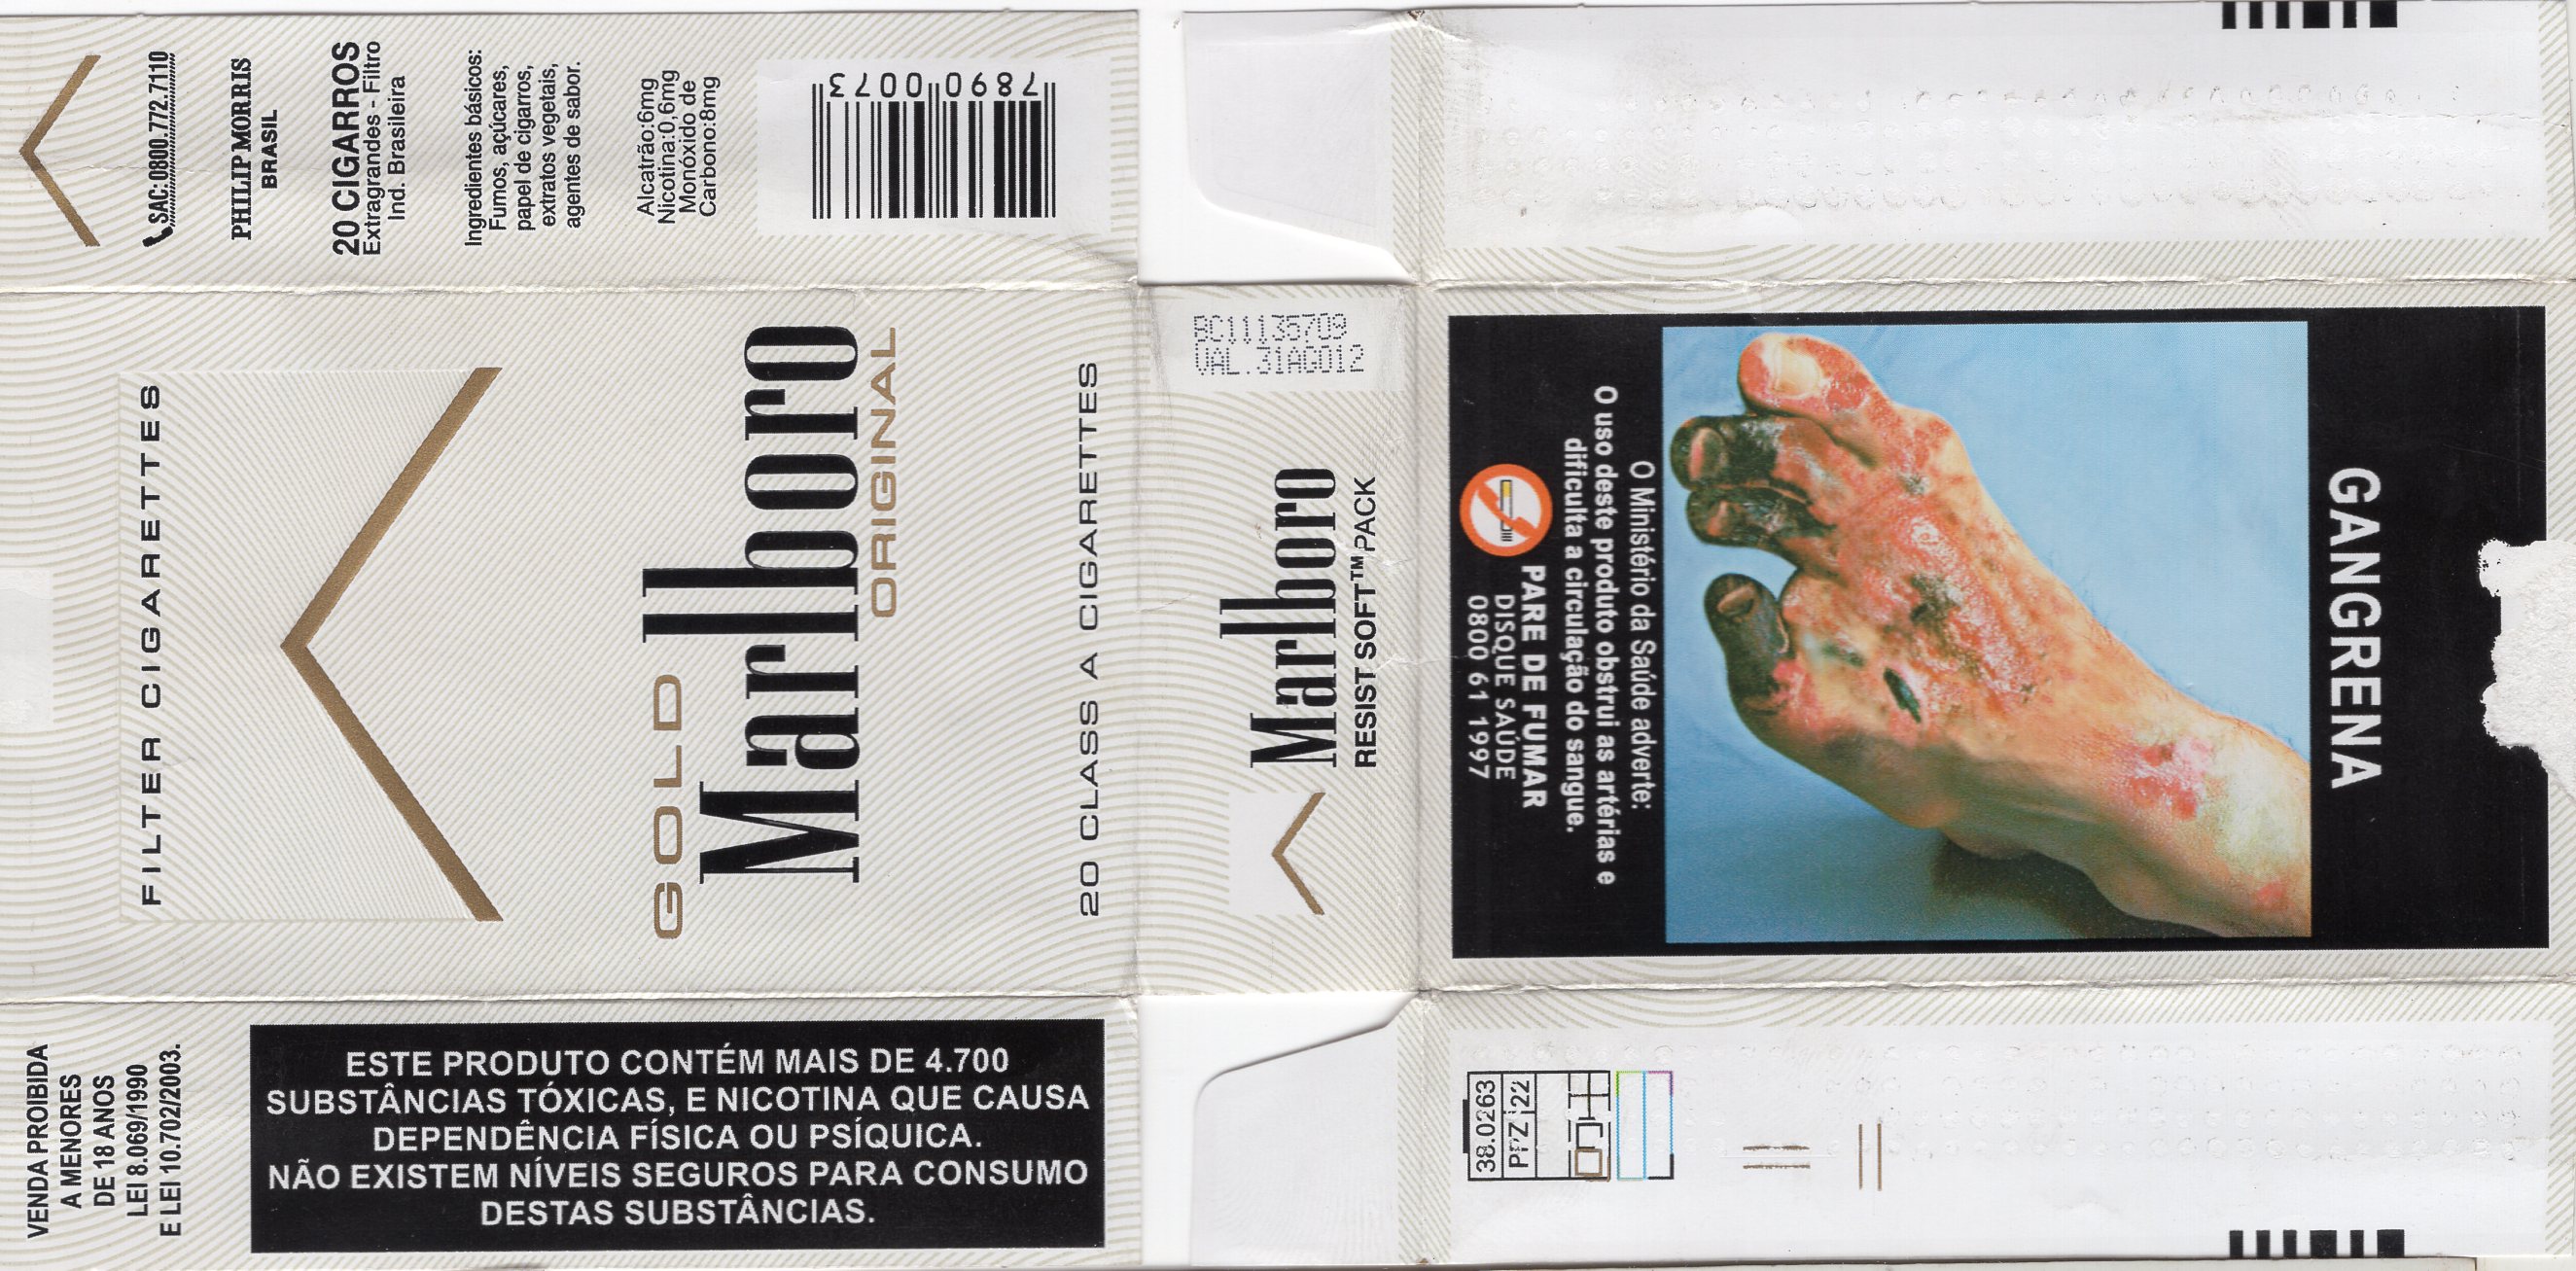 SAC: 0800.772.7110
PHILIP MORRIS
BRASIL
20 CIGARROS
Extragrandes - Filtro
Ind. Brasileira
Ingredientes básicos:
Fumos, açúcares,
papel de cigarros,
extratos vegetais,
agentes de sabor.
Alcatrão:6mg
Nicotina:0,6mg
Monóxido de
Carbono:8mg
78900073
FILTER CIGARETTES
GOLD
Marlboro
ORIGINAL
20 CLASS A CIGARETTES
BC11135709
VAL.31AGO12
Marlboro
RESIST SOFT™ PACK
GANGRENA
O Ministério da Saúde adverte:
O uso deste produto obstrui as artérias e
dificulta a circulação do sangue.
PARE DE FUMAR
DISQUE SAÚDE
0800 61 1997
VENDA PROIBIDA
A MENORES
DE 18 ANOS
LEI 8.069/1990
E LEI 10.702/2003.
ESTE PRODUTO CONTÉM MAIS DE 4.700
SUBSTÂNCIAS TÓXICAS, E NICOTINA QUE CAUSA
DEPENDÊNCIA FÍSICA OU PSÍQUICA.
NÃO EXISTEM NÍVEIS SEGUROS PARA CONSUMO
DESTAS SUBSTÂNCIAS.
38.0263
22